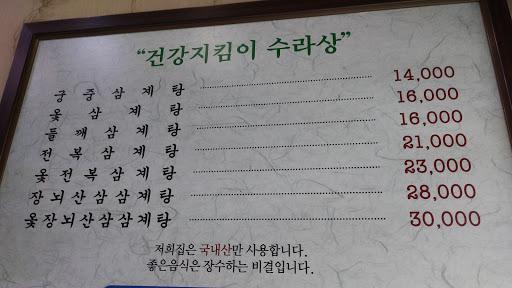 “건강지킴이 수라상”
궁중삼계탕 14,000
옻삼계탕 16,000
들깨삼계탕 16,000
전복삼계탕 21,000
옻전복삼계탕 23,000
장뇌산삼삼계탕 28,000
옻장뇌산삼삼계탕 30,000
저희집은 국내산만 사용합니다.
좋은음식은 장수하는 비결입니다.